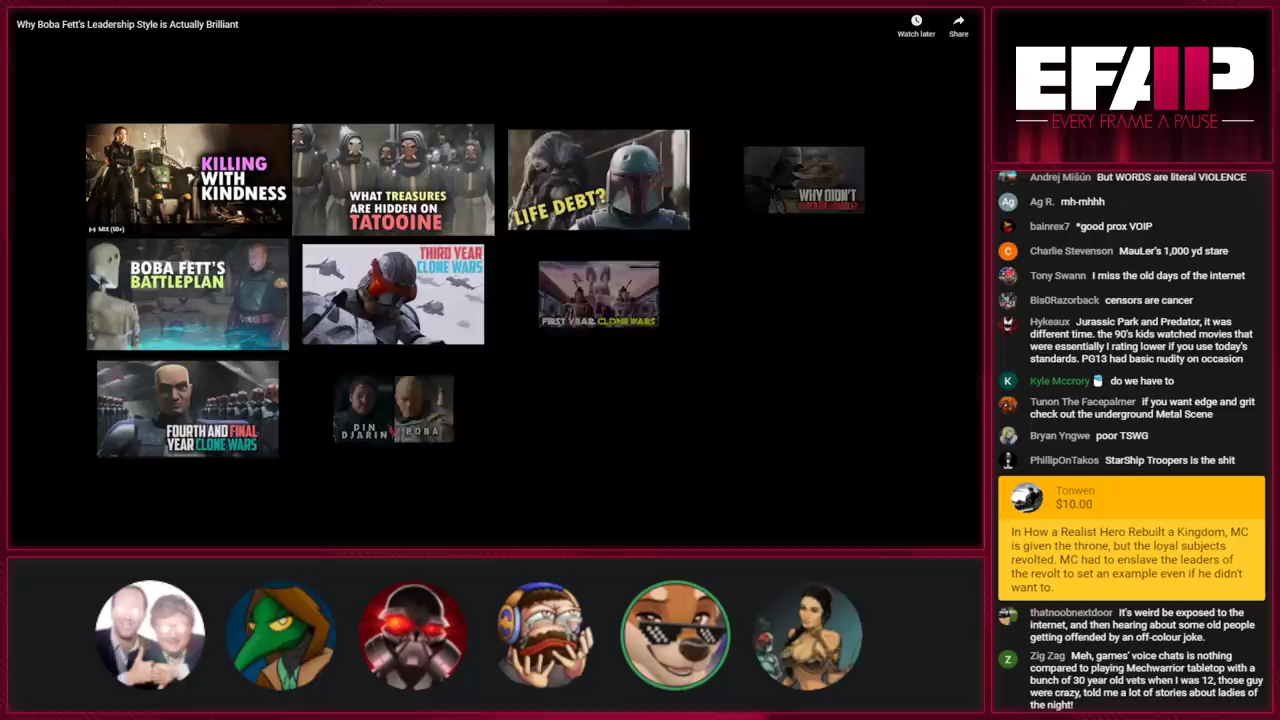 Why Boba Fett's Leadership Style is Actually Brilliant
Watch later
Share
KILLING
WITH
KINDNESS
MIX (50+)
WHAT TREASURES
ARE HIDDEN ON
TATOOINE
LIFE DEBT?
WHY DIDN'T
BOBA FETT'S
BATTLEPLAN
THIRD YEAR
CLONE WARS
FIRST YEAR CLONE WARS
FOURTH AND FINAL
YEAR CLONE WARS
DIN
DJARIN
BOBA
EFAP
EVERY FRAME A PAUSE
Andrej Mišún But WORDS are literal VIOLENCE
Ag
Ag R. mh-mhhh
bainrex7 *good prox VOIP
C
Charlie Stevenson MauLer's 1,000 yd stare
Tony Swann I miss the old days of the internet
Bis0Razorback censors are cancer
Hykeaux Jurassic Park and Predator, it was
different time. the 90's kids watched movies that
were essentially I rating lower if you use today's
standards. PG13 had basic nudity on occasion
K
Kyle Mccrory do we have to
Tunon The Facepalmer if you want edge and grit
check out the underground Metal Scene
Bryan Yngwe poor TSWG
PhillipOnTakos StarShip Troopers is the shit
Tonwen
$10.00
In How a Realist Hero Rebuilt a Kingdom, MC
is given the throne, but the loyal subjects
revolted. MC had to enslave the leaders of
the revolt to set an example even if he didn't
want to.
thatnoobnextdoor It's weird be exposed to the
internet, and then hearing about some old people
getting offended by an off-colour joke.
Z
Zig Zag Meh, games' voice chats is nothing
compared to playing Mechwarrior tabletop with a
bunch of 30 year old vets when I was 12, those guy
were crazy, told me a lot of stories about ladies of
the night!